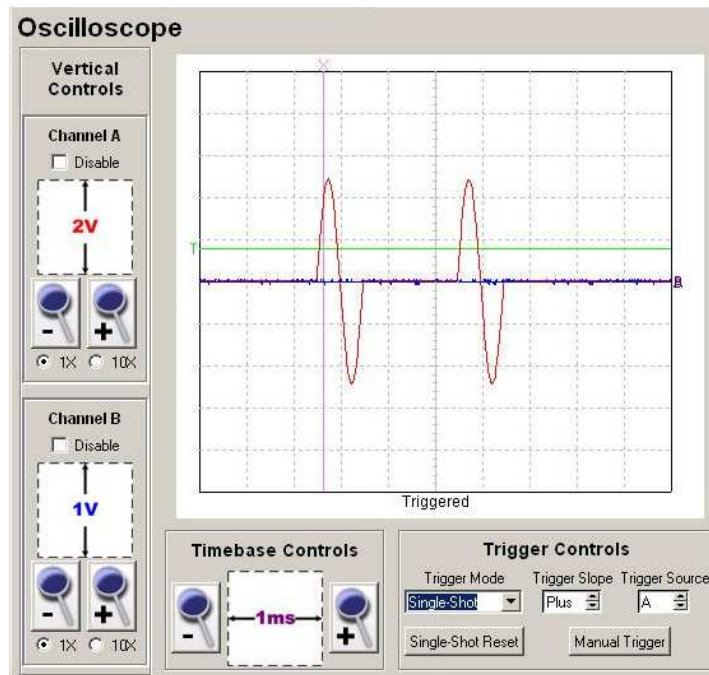 Oscilloscope
Vertical
Controls
Channel A
Disable
2V
- +
1X 10X
Channel B
Disable
1V
- +
1X 10X
X
T
Triggered
Timebase Controls
- 1ms +
Trigger Controls
Trigger Mode Trigger Slope Trigger Source
Single-Shot Plus A
Single-Shot Reset Manual Trigger